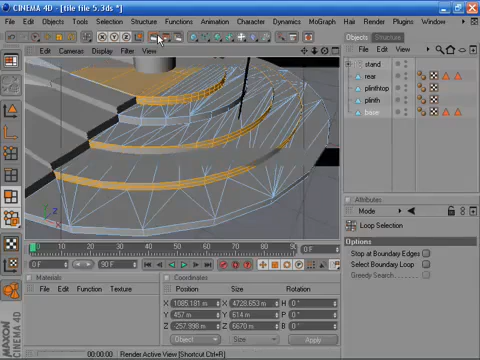 CINEMA 4D - [tile file 5.3ds *]
File Edit Objects Tools Selection Structure Functions Animation Dynamics MoGraph Hair Render Plugins Window Help
Edit Cameras Display Filter View
Objects Structure
File Edit View
stand
rear
plinthtop
plinth
base
Attributes
Mode
Loop Selection
Options
Stop at Boundary Edges
Select Boundary Loop
Greedy Search
0 10 20 30 40 50 60 70 80 90
0 F
0 F
90 F
Materials
File Edit Function Texture
Coordinates
Position Size Rotation
X 1085.181 m X 4728.653 m H 0 °
Y 457 m Y 614 m P 0 °
Z -257.998 m Z 6670 m B 0 °
Object Size Apply
MAXON
CINEMA 4D
00:00:00 Render Active View [Shortcut Ctrl+R]